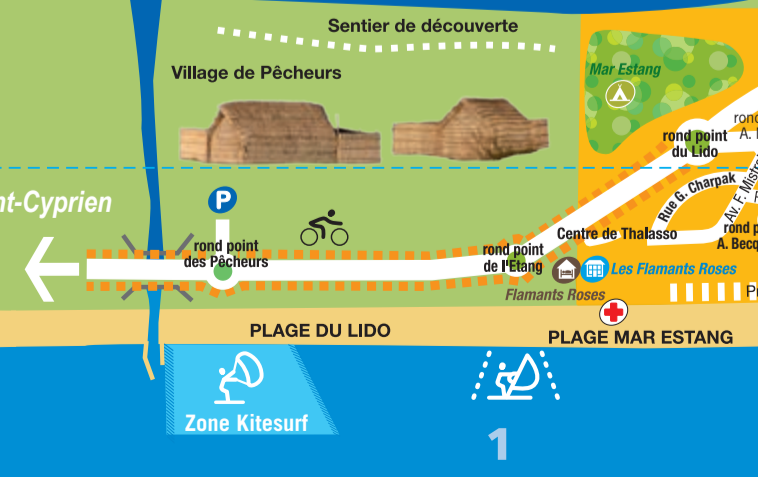 Sentier de découverte
Village de Pêcheurs
Mar Estang
rond point
du Lido
Rue G. Charpak
Centre de Thalasso
nt-Cyprien
P
rond point
des Pêcheurs
rond point
de l'Etang
Les Flamants Roses
Flamants Roses
PLAGE DU LIDO
PLAGE MAR ESTANG
Zone Kitesurf
1